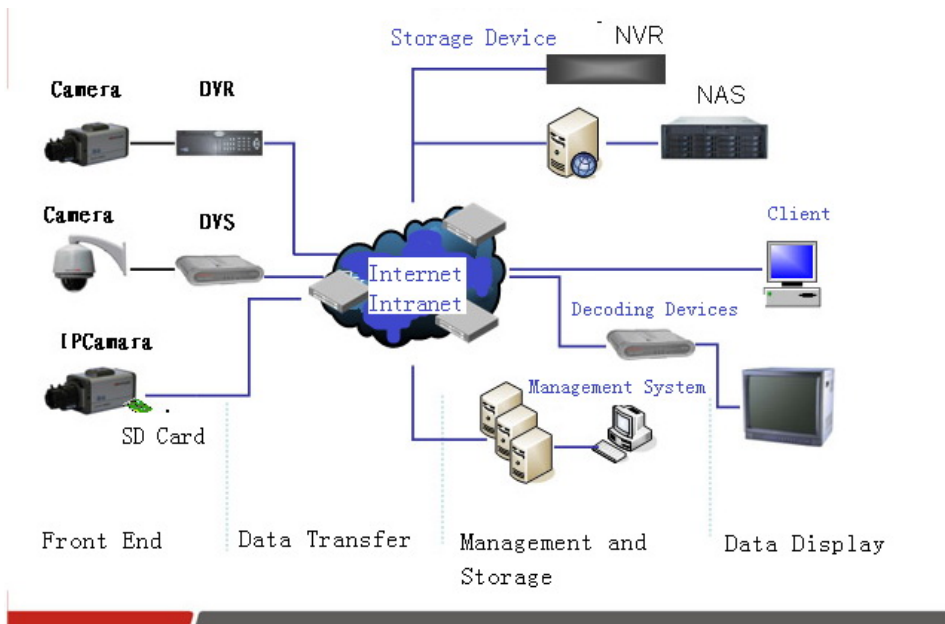 Storage Device
NVR
Camera
DVR
NAS
Camera
DVS
Client
Internet
Intranet
Decoding Devices
IPCamara
Management System
SD Card
Front End
Data Transfer
Management and
Storage
Data Display